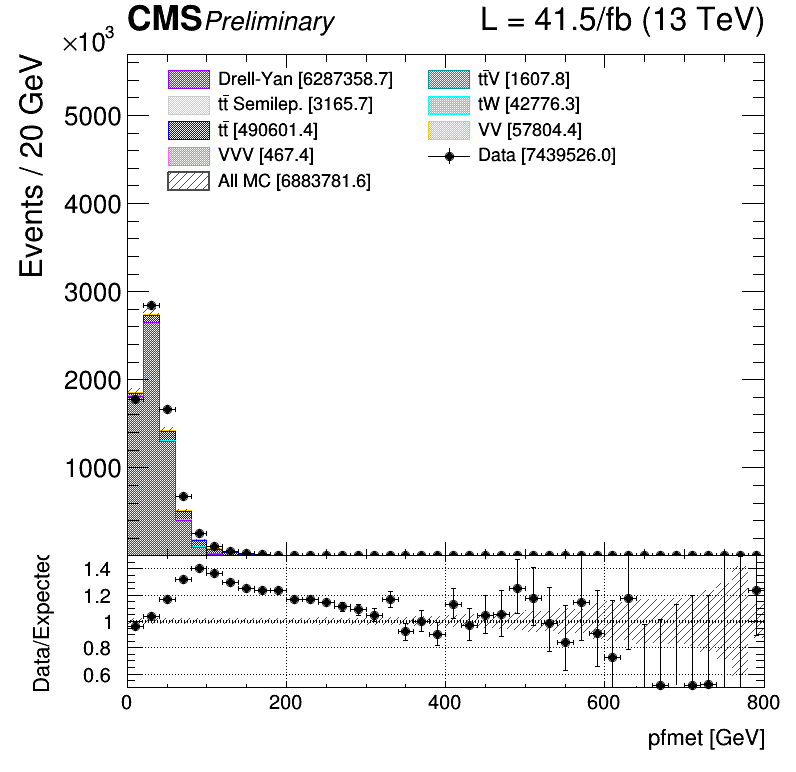 CMS Preliminary L = 41.5/fb (13 TeV)
×10³
Drell-Yan [6287358.7]
tt̄ Semilep. [3165.7]
tt̄ [490601.4]
VVV [467.4]
All MC [6883781.6]
tt̄V [1607.8]
tW [42776.3]
VV [57804.4]
Data [7439526.0]
Events / 20 GeV
5000
4000
3000
2000
1000
Data/Expected
1.4
1.2
1
0.8
0.6
0 200 400 600 800
pfmet [GeV]